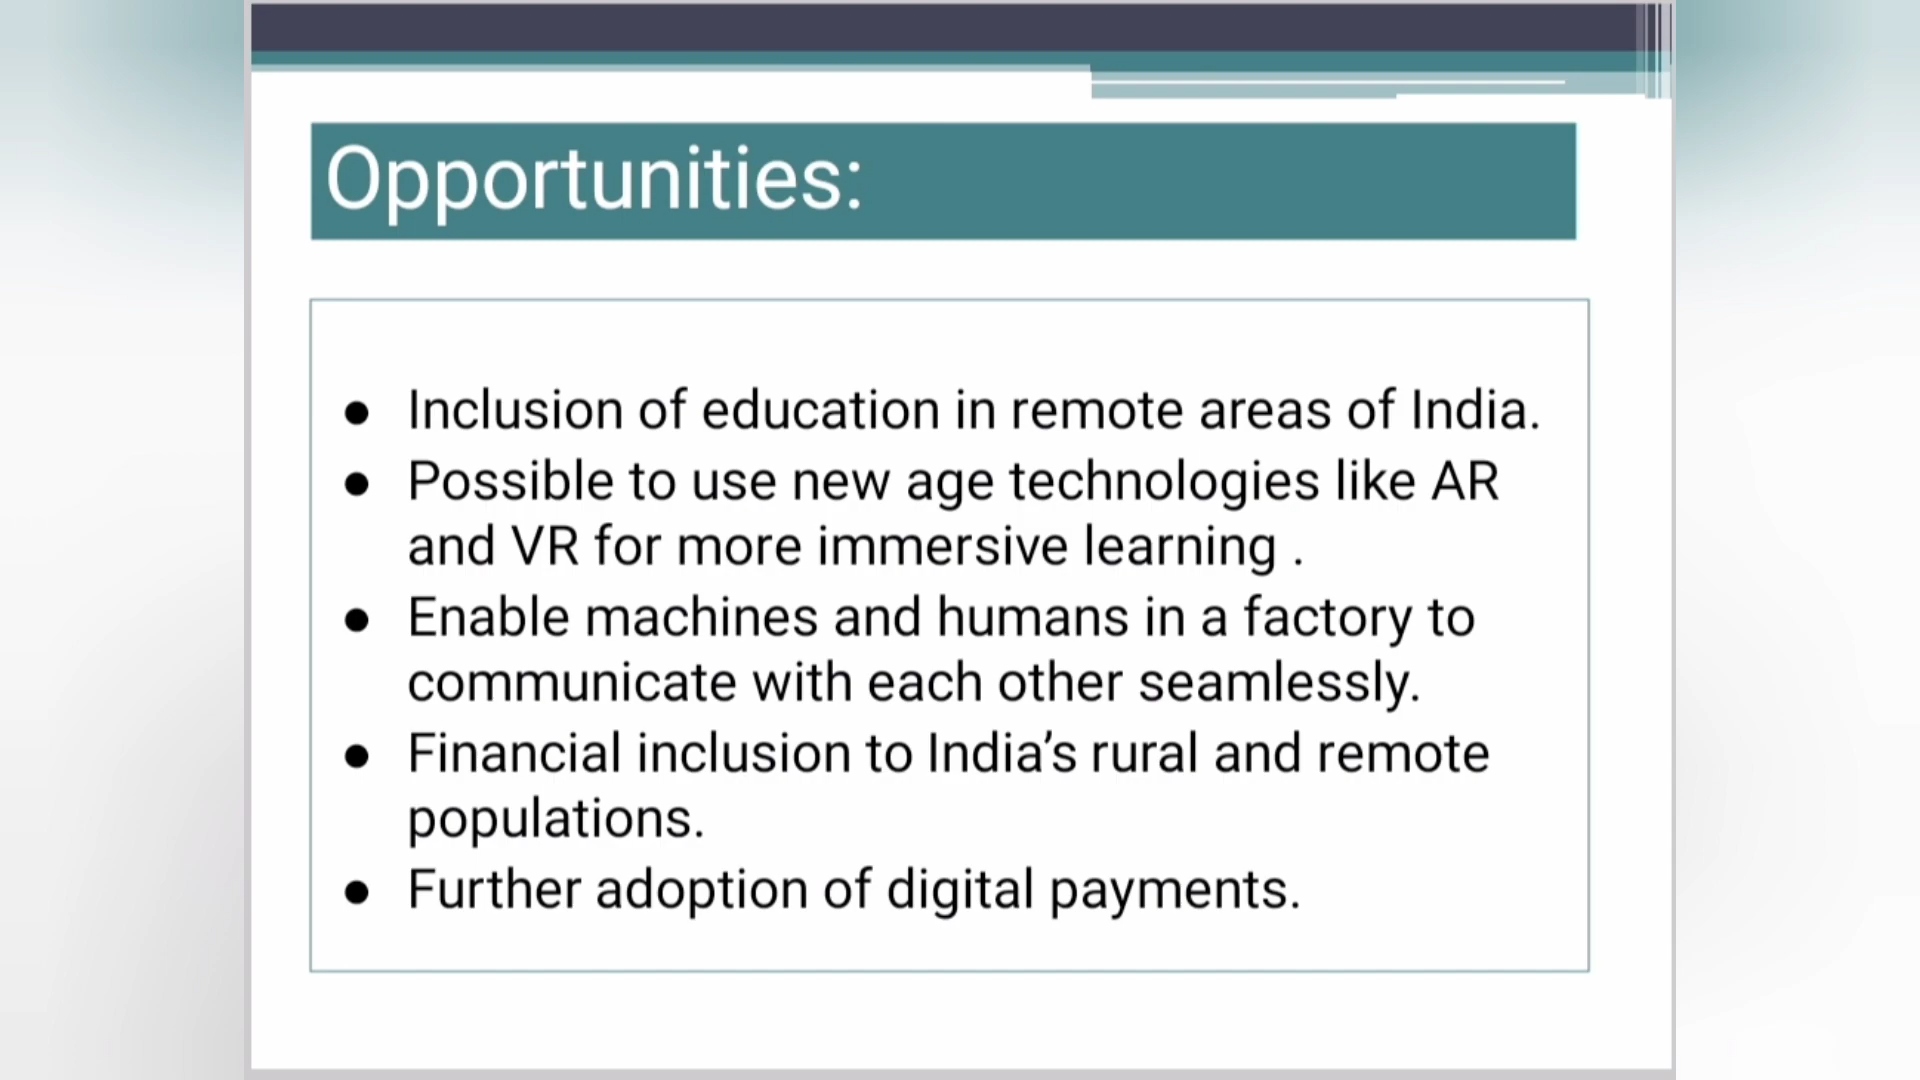 Opportunities:
● Inclusion of education in remote areas of India.
● Possible to use new age technologies like AR
and VR for more immersive learning .
● Enable machines and humans in a factory to
communicate with each other seamlessly.
● Financial inclusion to India’s rural and remote
populations.
● Further adoption of digital payments.